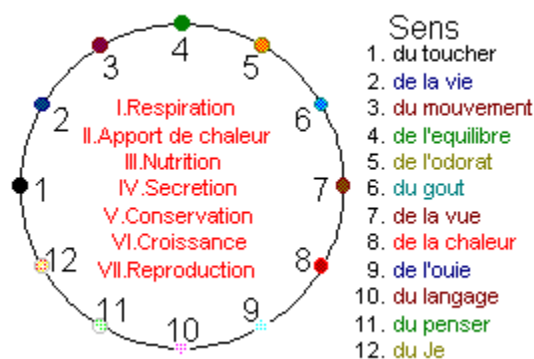 4
3
5
2
6
1
7
12
8
11
9
10
I.Respiration
II.Apport de chaleur
III.Nutrition
IV.Secretion
V.Conservation
VI.Croissance
VII.Reproduction
Sens
1. du toucher
2. de la vie
3. du mouvement
4. de l'equilibre
5. de l'odorat
6. du gout
7. de la vue
8. de la chaleur
9. de l'ouie
10. du langage
11. du penser
12. du Je